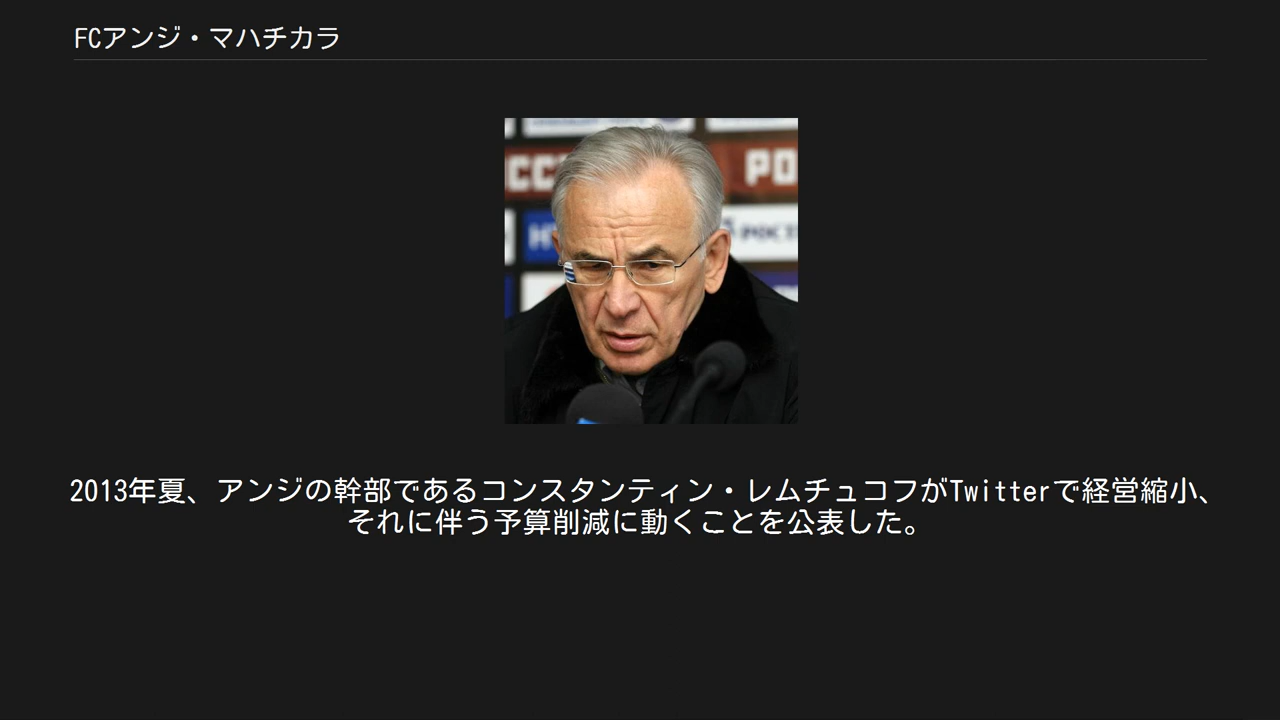 FCアンジ・マハチカラ
ОССИ
РО
Н
РОСТ
2013年夏、アンジの幹部であるコンスタンティン・レムチュコフがTwitterで経営縮小、
それに伴う予算削減に動くことを公表した。